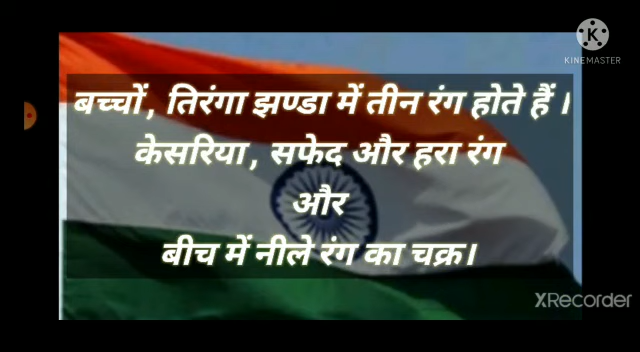 KINEMASTER
बच्चों, तिरंगा झण्डा में तीन रंग होते हैं।
केसरिया, सफेद और हरा रंग
और
बीच में नीले रंग का चक्र।
XRecorder